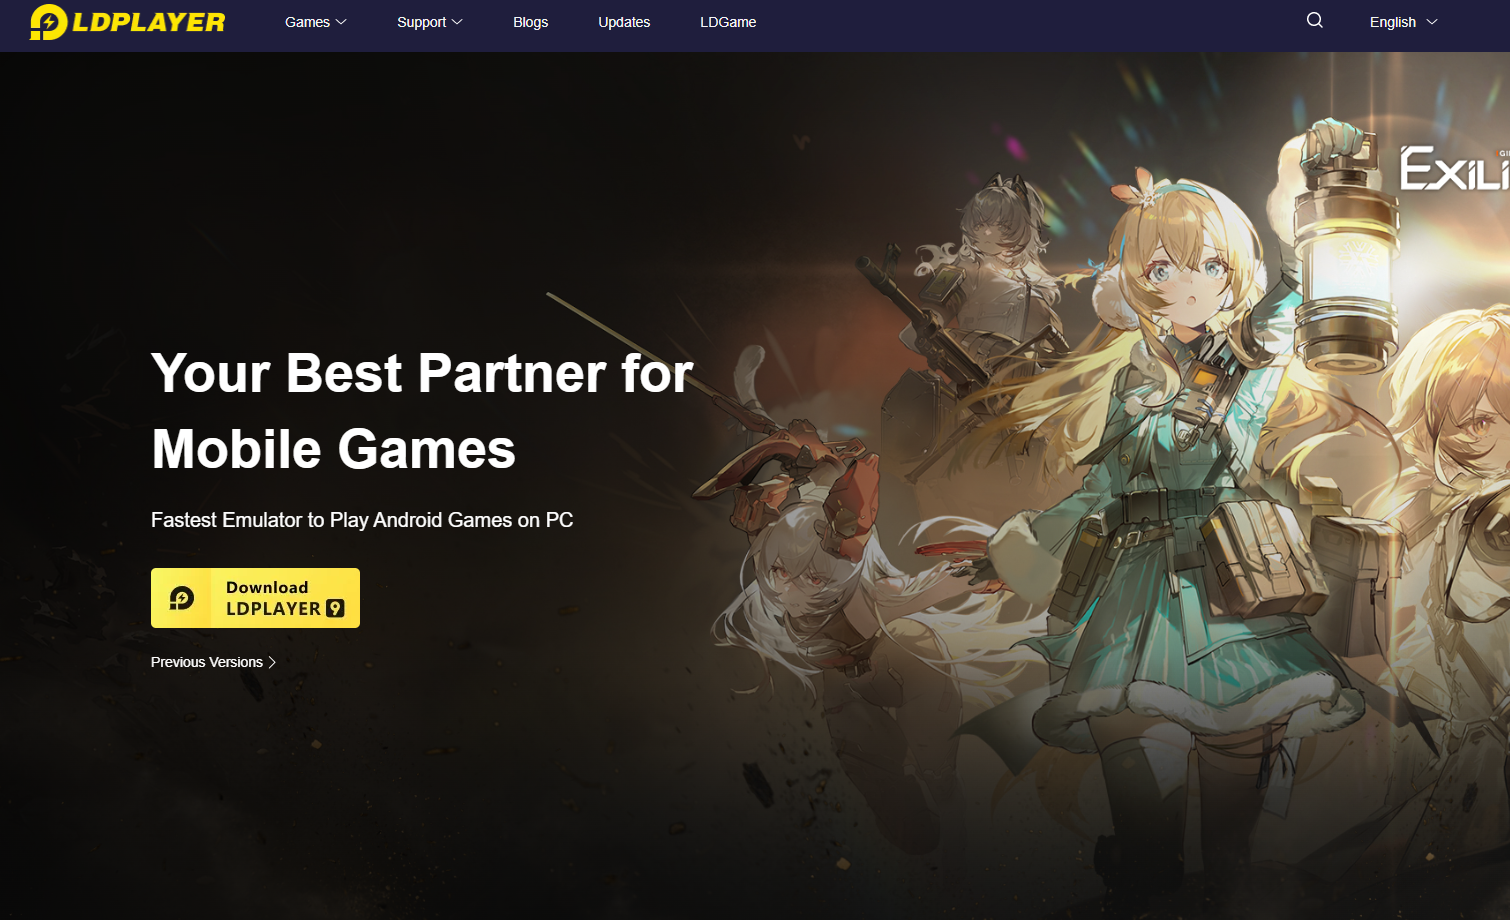 LDPLAYER
Games
Support
Blogs
Updates
LDGame
English
Your Best Partner for
Mobile Games
Fastest Emulator to Play Android Games on PC
Download
LDPLAYER 9
Previous Versions